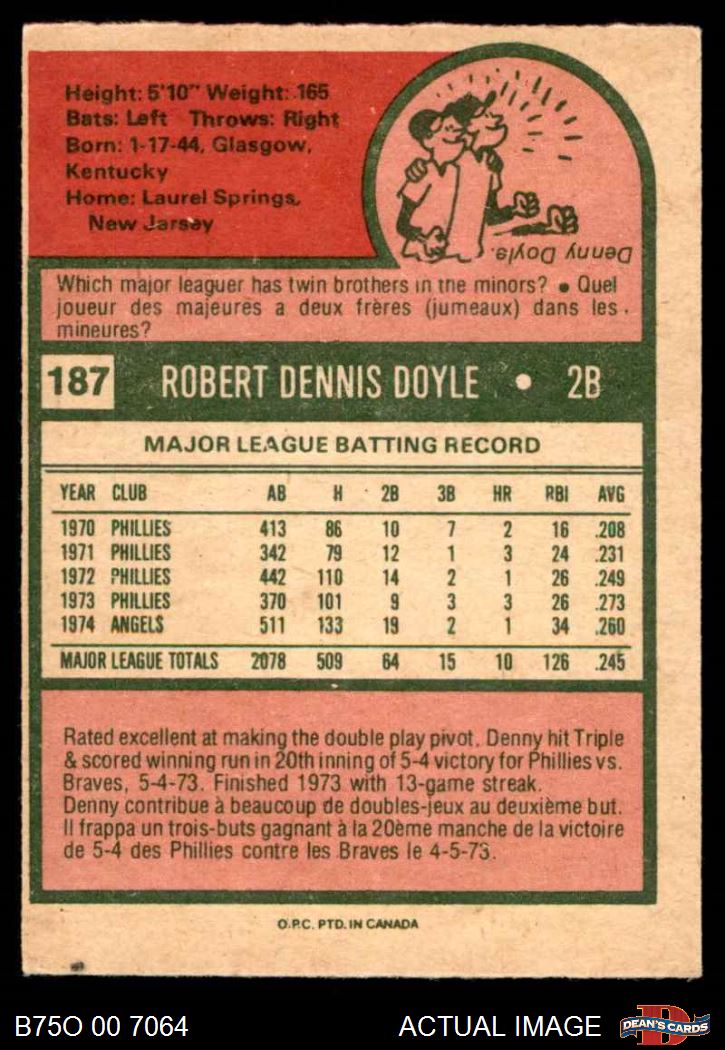 Height: 5'10" Weight: 165
Bats: Left Throws: Right
Born: 1-17-44, Glasgow,
Kentucky
Home: Laurel Springs,
New Jarsey
Denny Doyle.
Which major leaguer has twin brothers in the minors? • Quel
joueur des majeures a deux frères (jumeaux) dans les
mineures?
187 ROBERT DENNIS DOYLE • 2B
MAJOR LEAGUE BATTING RECORD
YEAR CLUB AB H 2B 3B HR RBI AVG
1970 PHILLIES 413 86 10 7 2 16 .208
1971 PHILLIES 342 79 12 1 3 24 .231
1972 PHILLIES 442 110 14 2 1 26 .249
1973 PHILLIES 370 101 9 3 3 26 .273
1974 ANGELS 511 133 19 2 1 34 .260
MAJOR LEAGUE TOTALS 2078 509 64 15 10 126 .245
Rated excellent at making the double play pivot. Denny hit Triple
& scored winning run in 20th inning of 5-4 victory for Phillies vs.
Braves, 5-4-73. Finished 1973 with 13-game streak.
Denny contribue à beaucoup de doubles-jeux au deuxième but.
Il frappa un trois-buts gagnant à la 20ème manche de la victoire
de 5-4 des Phillies contre les Braves le 4-5-73.
O.P.C. PTD. IN CANADA
B75O 00 7064 ACTUAL IMAGE DEAN'S CARDS